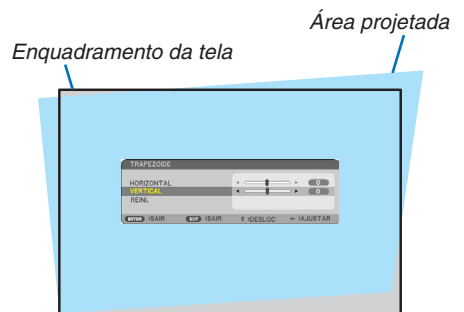 Área projetada
Enquadramento da tela
TRAPEZOIDE
HORIZONTAL 0
VERTICAL 0
REINI.
ENTER :SAIR EXIT :SAIR :DESLOC :AJUSTAR